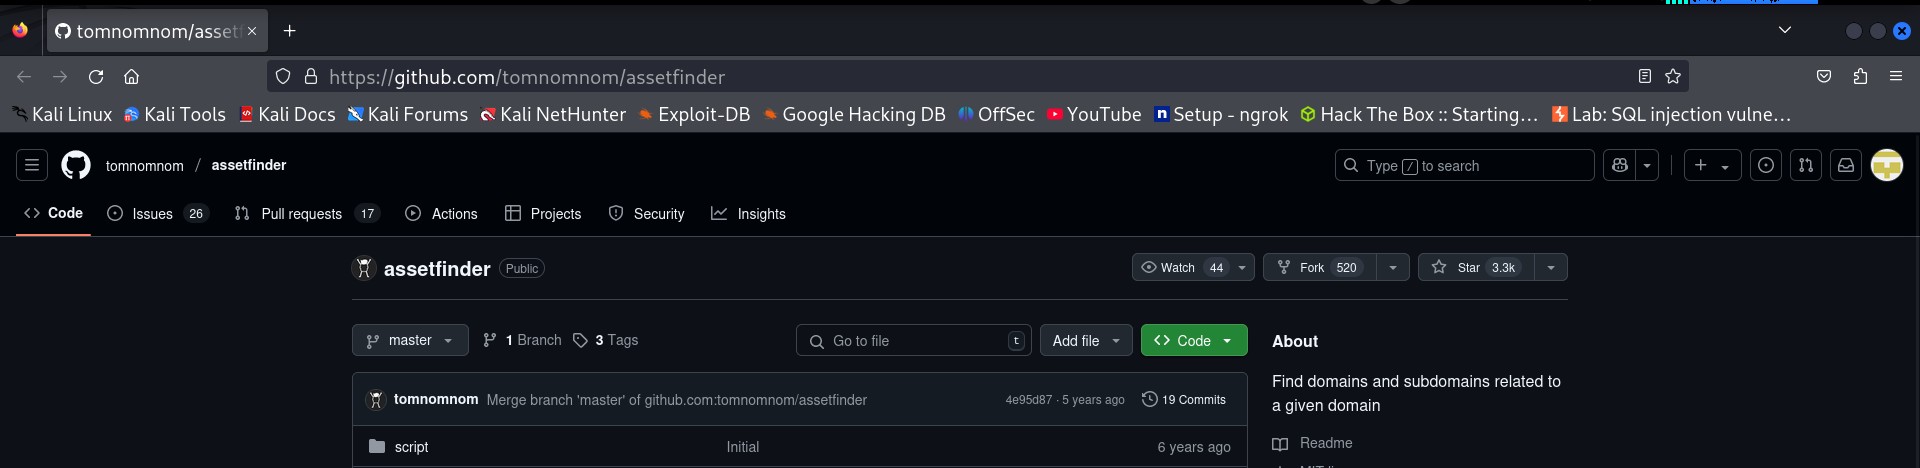 tomnomnom/asset
https://github.com/tomnomnom/assetfinder
Kali Linux Kali Tools Kali Docs Kali Forums Kali NetHunter Exploit-DB Google Hacking DB OffSec YouTube Setup - ngrok Hack The Box :: Starting… Lab: SQL injection vulne…
tomnomnom / assetfinder Type / to search
Code Issues 26 Pull requests 17 Actions Projects Security Insights
assetfinder Public Watch 44 Fork 520 Star 3.3k
master 1 Branch 3 Tags Go to file t Add file Code About
Find domains and subdomains related to
a given domain
tomnomnom Merge branch 'master' of github.com:tomnomnom/assetfinder 4e95d87 · 5 years ago 19 Commits
script Initial 6 years ago Readme